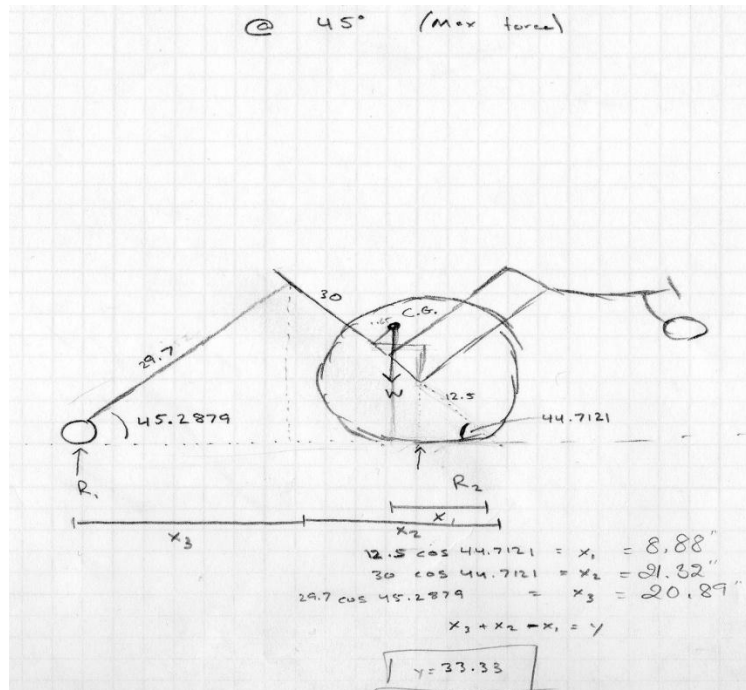 @ 45° (Max force)
30
C.G.
29.7
W
12.5
45.2879
44.7121
R₁
R₂
x₁
x₃
x₂
12.5 cos 44.7121 = x₁ = 8.88"
30 cos 44.7121 = x₂ = 21.32"
29.7 cos 45.2879 = x₃ = 20.89"
x₃ + x₂ - x₁ = y
y = 33.33